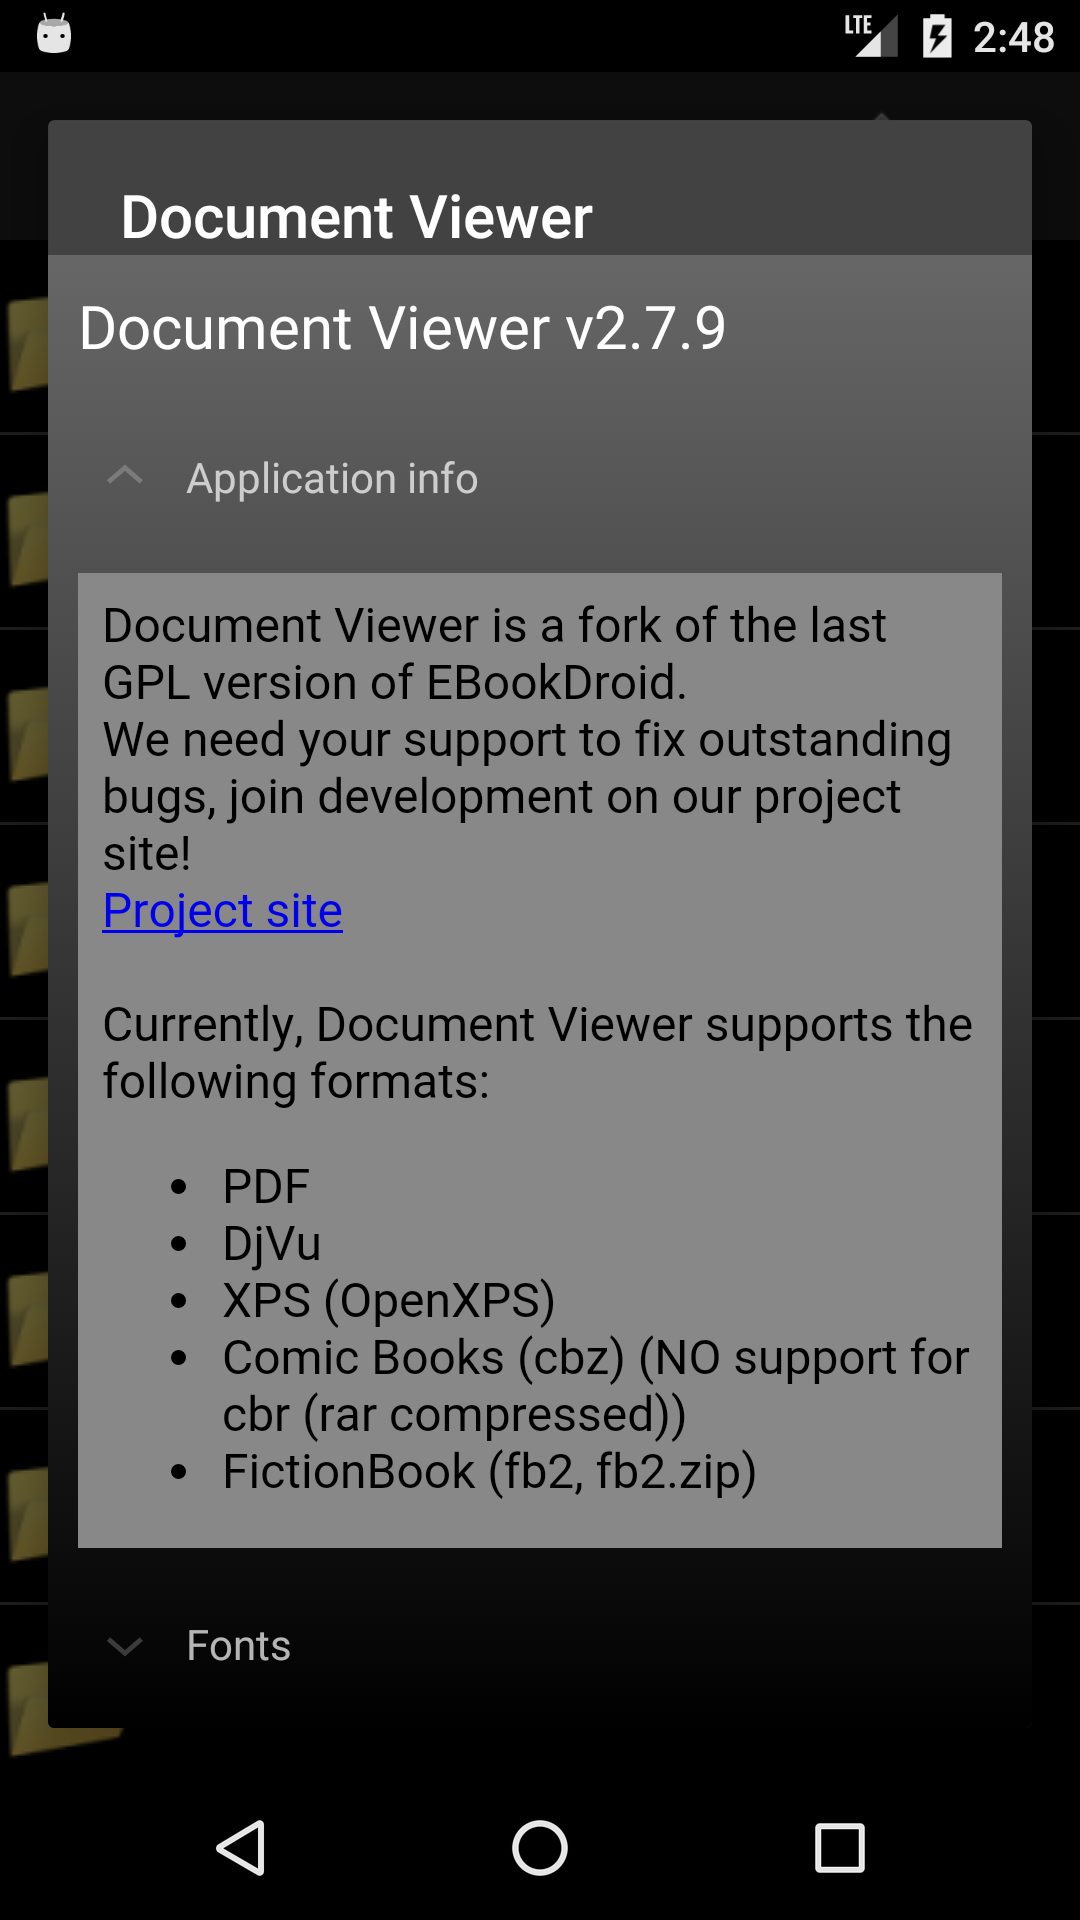 LTE 2:48
Document Viewer
Document Viewer v2.7.9
Application info
Document Viewer is a fork of the last
GPL version of EBookDroid.
We need your support to fix outstanding
bugs, join development on our project
site!
Project site
Currently, Document Viewer supports the
following formats:
• PDF
• DjVu
• XPS (OpenXPS)
• Comic Books (cbz) (NO support for
cbr (rar compressed))
• FictionBook (fb2, fb2.zip)
Fonts